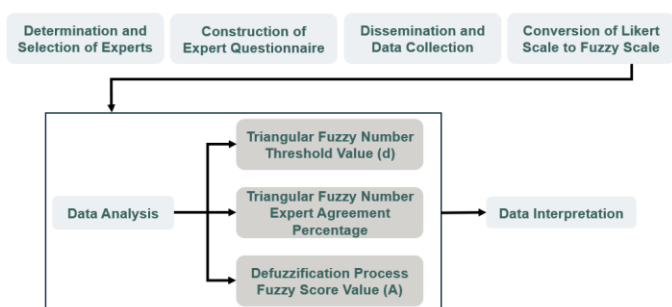 Determination and
Selection of Experts
Construction of
Expert Questionnaire
Dissemination and
Data Collection
Conversion of Likert
Scale to Fuzzy Scale
Triangular Fuzzy Number
Threshold Value (d)
Data Analysis
Triangular Fuzzy Number
Expert Agreement
Percentage
Data Interpretation
Defuzzification Process
Fuzzy Score Value (A)